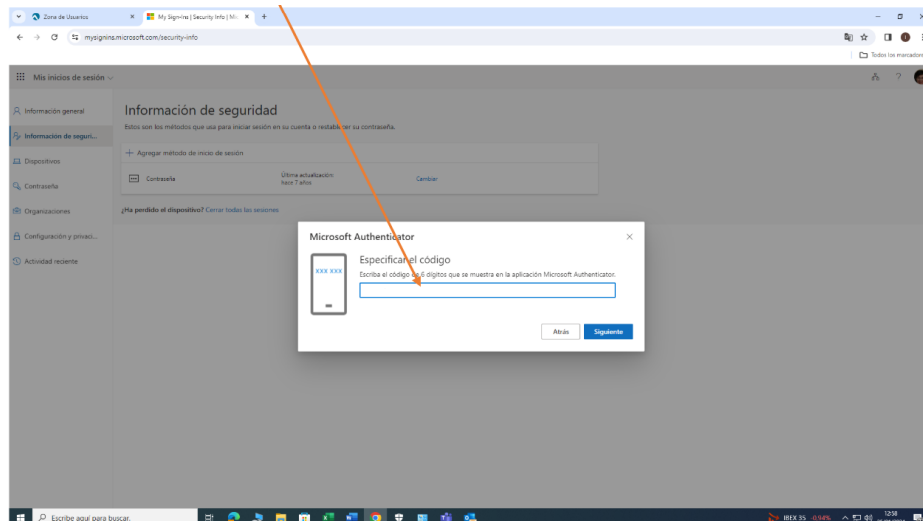 Zona de Usuarios
My Sign-Ins | Security Info | Mi
mysignins.microsoft.com/security-info
Todos los marcadores
Mis inicios de sesión
Información general
Información de seguri...
Dispositivos
Contraseña
Organizaciones
Configuración y privaci...
Actividad reciente
Información de seguridad
Estos son los métodos que usa para iniciar sesión en su cuenta o restablecer su contraseña.
+ Agregar método de inicio de sesión
Contraseña
Última actualización:
hace 7 años
Cambiar
¿Ha perdido el dispositivo? Cerrar todas las sesiones
Microsoft Authenticator
Especificar el código
Escriba el código de 6 dígitos que se muestra en la aplicación Microsoft Authenticator.
XXX XXX
Atrás
Siguiente
Escribe aquí para buscar.
IBEX 35 -0,94%
12:58